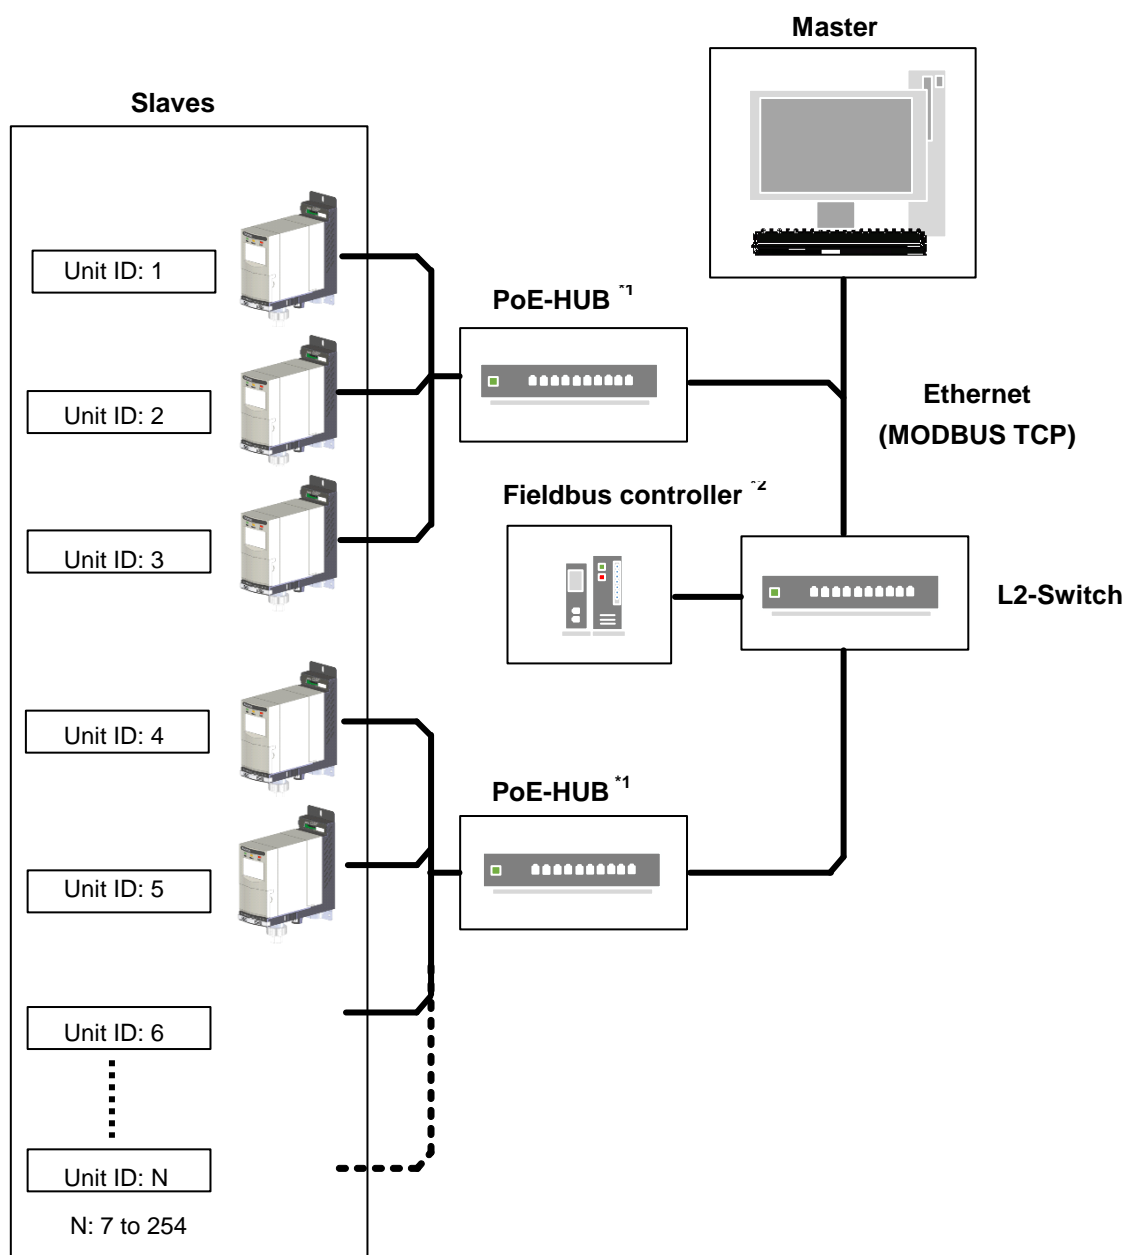 Master
Slaves
Unit ID: 1
PoE-HUB *1
Unit ID: 2
Ethernet
(MODBUS TCP)
Fieldbus controller *2
Unit ID: 3
L2-Switch
Unit ID: 4
PoE-HUB *1
Unit ID: 5
Unit ID: 6
Unit ID: N
N: 7 to 254